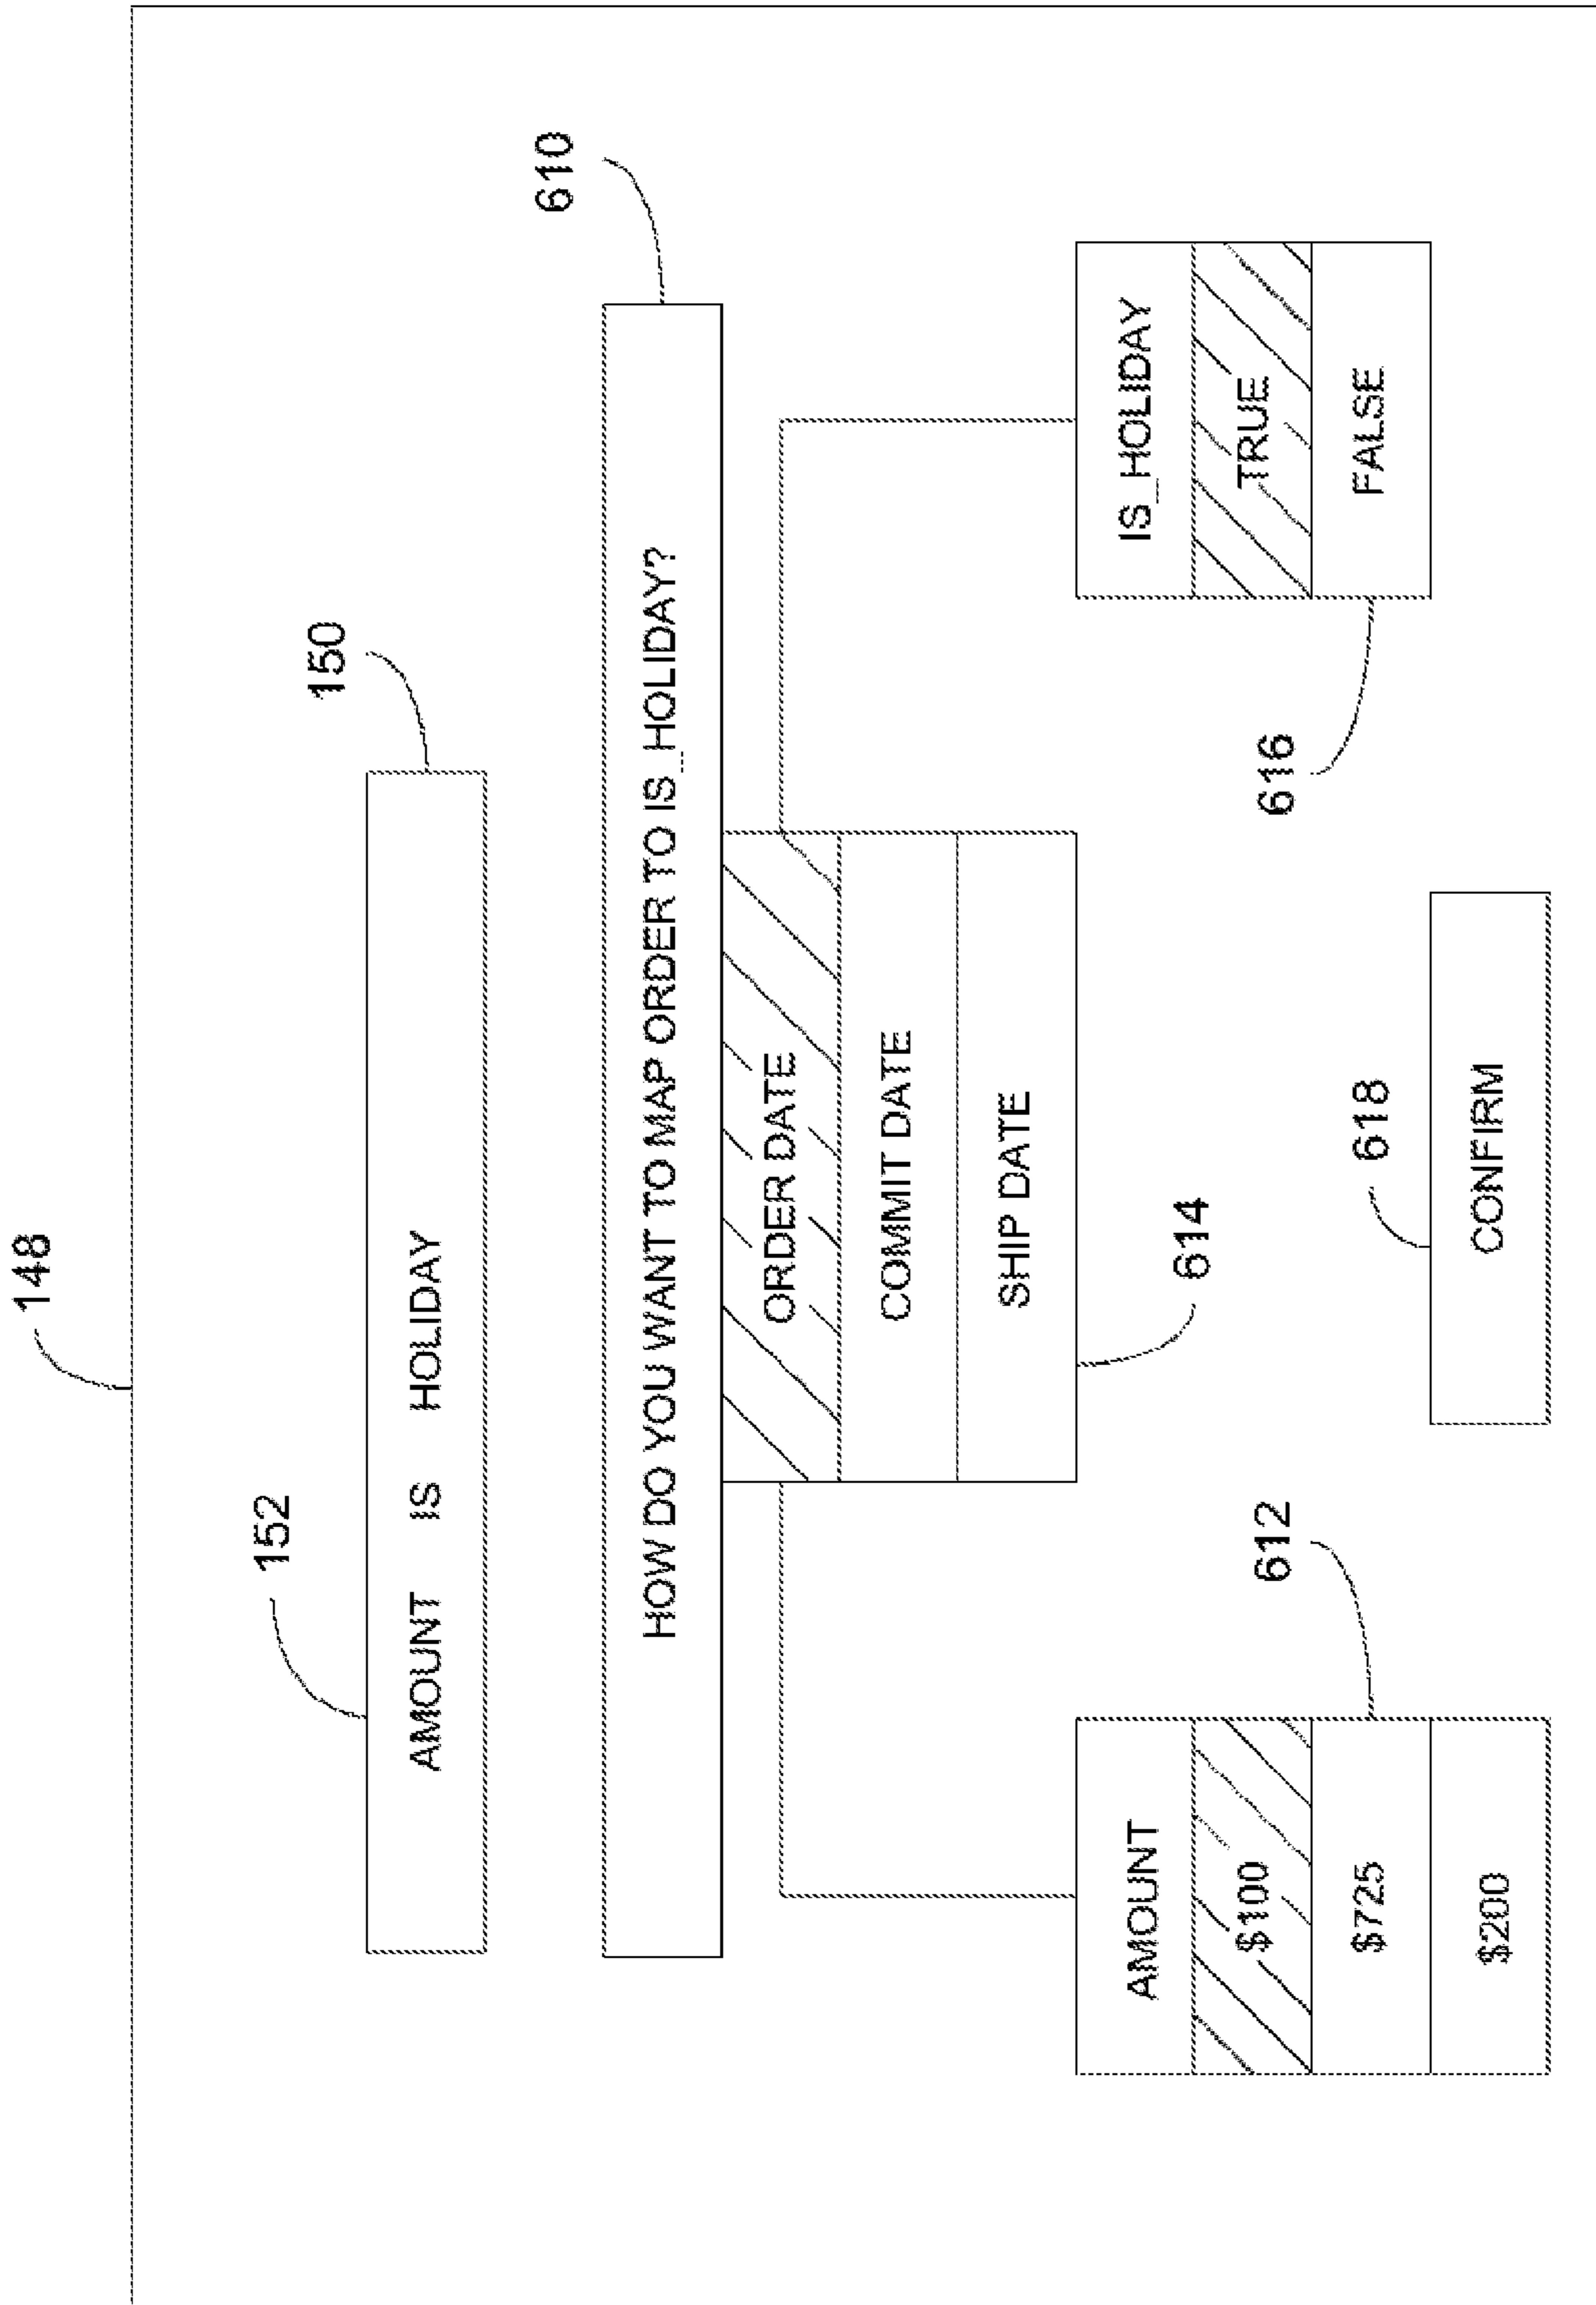 148
152
150
AMOUNT IS HOLIDAY
610
HOW DO YOU WANT TO MAP ORDER TO IS_HOLIDAY?
ORDER DATE
COMMIT DATE
SHIP DATE
614
612
AMOUNT
$100
$725
$200
616
IS_HOLIDAY
TRUE
FALSE
618
CONFIRM